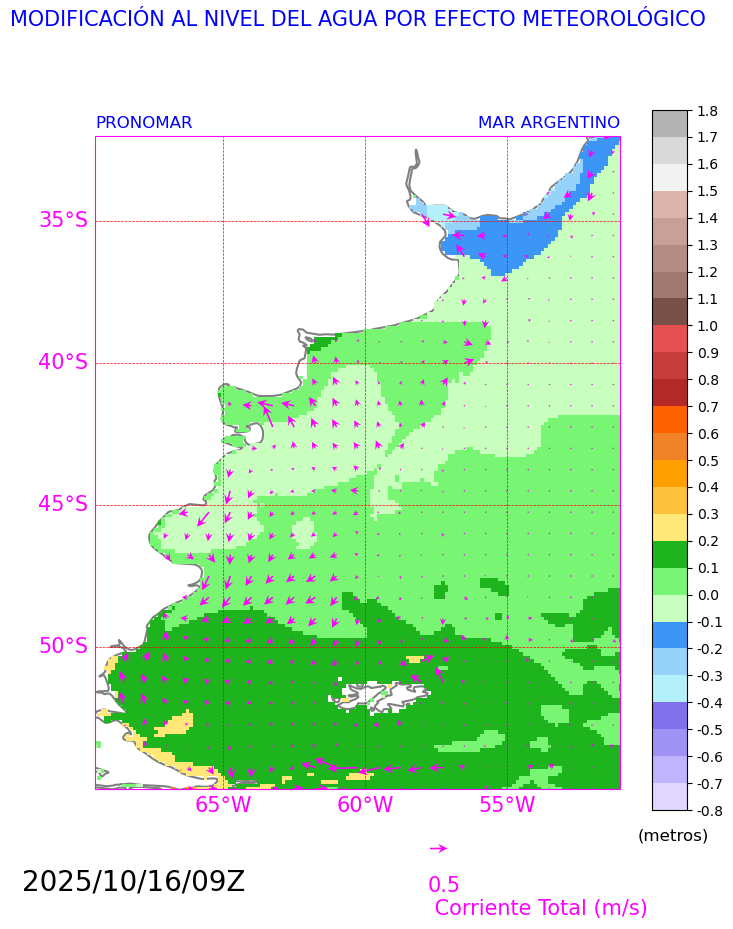 MODIFICACIÓN AL NIVEL DEL AGUA POR EFECTO METEOROLÓGICO
PRONOMAR MAR ARGENTINO
35°S
40°S
45°S
50°S
65°W 60°W 55°W
1.8
1.7
1.6
1.5
1.4
1.3
1.2
1.1
1.0
0.9
0.8
0.7
0.6
0.5
0.4
0.3
0.2
0.1
0.0
-0.1
-0.2
-0.3
-0.4
-0.5
-0.6
-0.7
-0.8
(metros)
2025/10/16/09Z
0.5
Corriente Total (m/s)